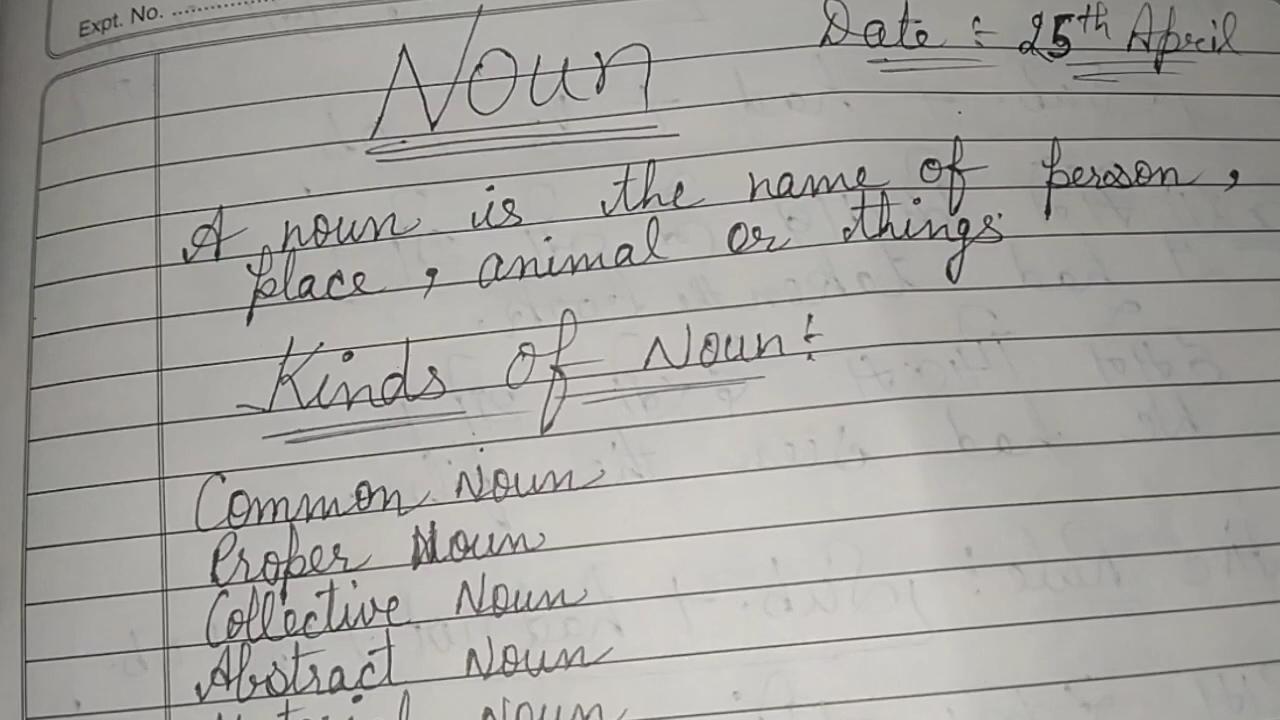 Expt. No. ..................
Date :- 25th April
Noun
A noun is the name of person,
place, animal or things.
Kinds of Noun:
Common Noun
Proper Noun
Collective Noun
Abstract Noun
Noun